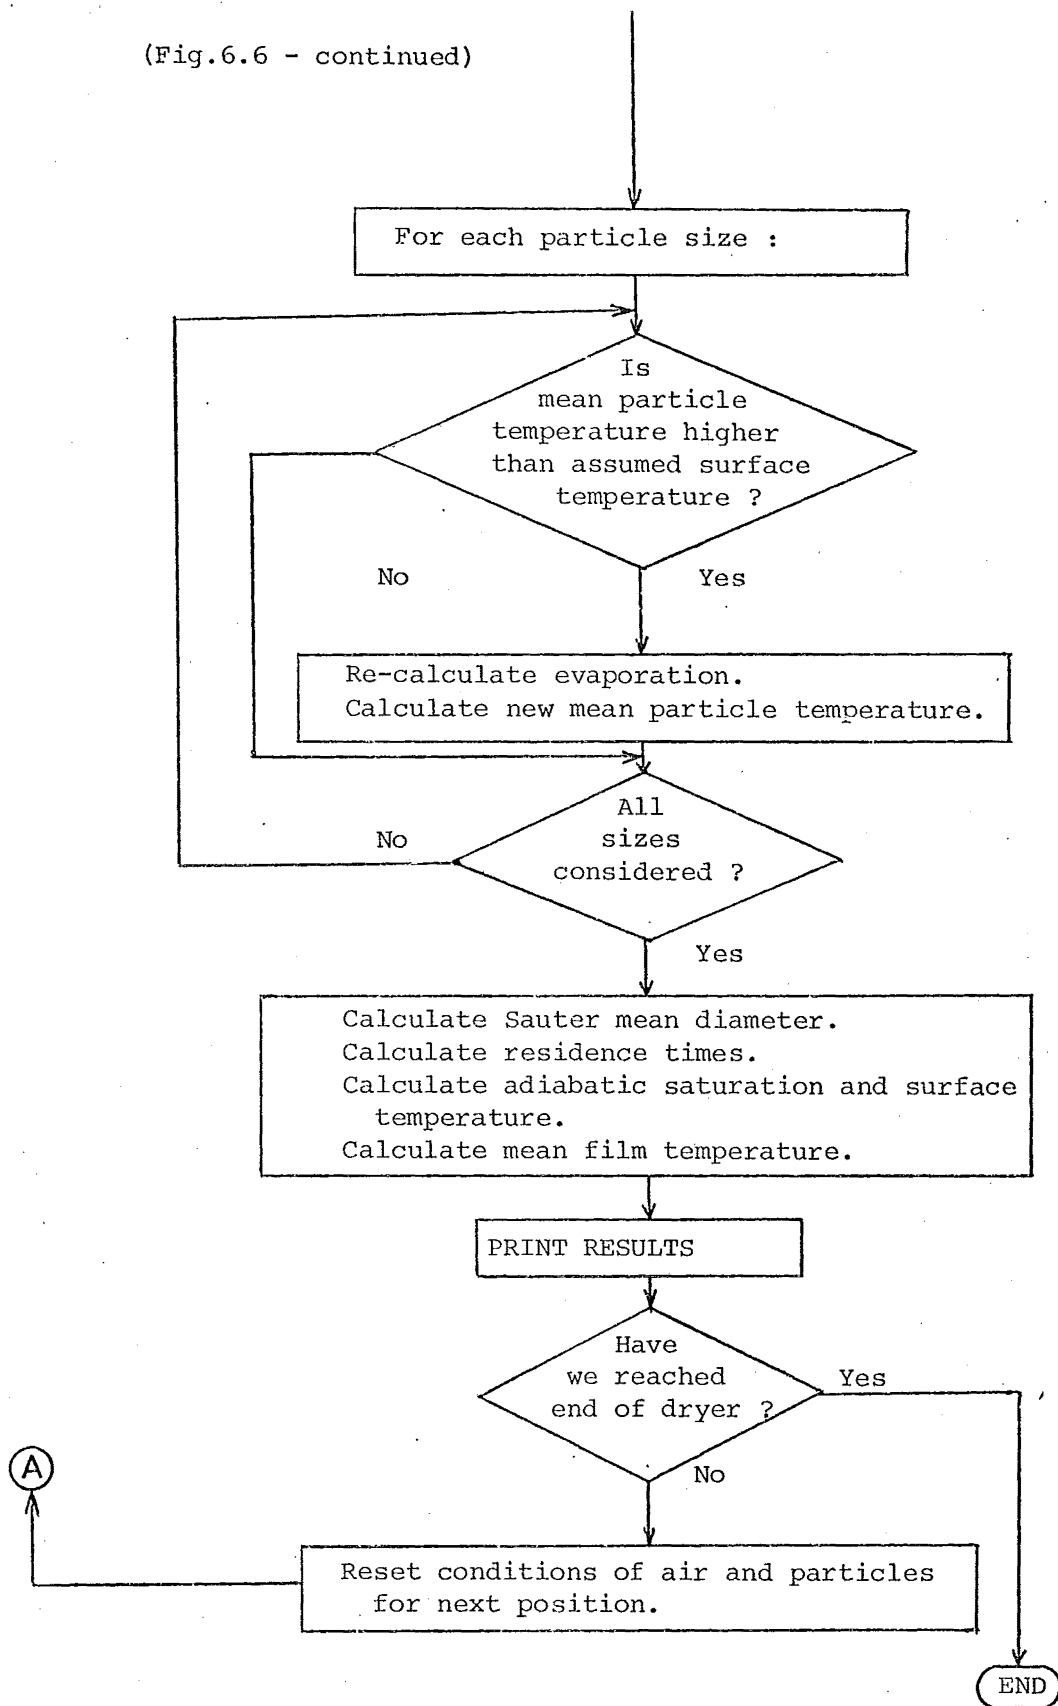 (Fig.6.6 - continued)
For each particle size :
Is
mean particle
temperature higher
than assumed surface
temperature ?
No
Yes
Re-calculate evaporation.
Calculate new mean particle temperature.
All
sizes
considered ?
No
Yes
Calculate Sauter mean diameter.
Calculate residence times.
Calculate adiabatic saturation and surface
temperature.
Calculate mean film temperature.
PRINT RESULTS
Have
we reached
end of dryer ?
Yes
No
A
Reset conditions of air and particles
for next position.
END